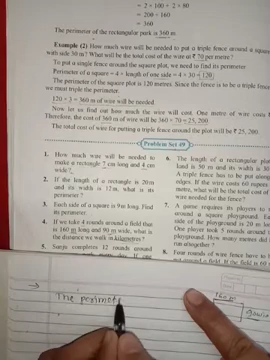 = 2 × 100 + 2 × 80
= 200 + 160
= 360
The perimeter of the rectangular park is 360 m
Example (2) How much wire will be needed to put a triple fence around a square
with side 30 m? What will be the total cost of the wire at ₹ 70 per metre?
To put a single fence around the square plot, we need to find its perimeter
Perimeter of a square = 4 × length of one side = 4 × 30 = 120
The perimeter of the square plot is 120 metres. Since the fence is to be a triple fence
we must triple the perimeter.
120 × 3 = 360 m of wire will be needed
Now let us find out how much the wire will cost. One metre of wire costs
Therefore, the cost of 360 m of wire will be 360 × 70 = 25, 200.
The total cost of wire for putting a triple fence around the plot will be ₹ 25, 200.
Problem Set 49
1. How much wire will be needed to
make a rectangle 7 cm long and 4 cm
wide?
2. If the length of a rectangle is 20 m
and its width is 12 m, what is its
perimeter?
3. Each side of a square is 9 m long. Find
its perimeter.
4. If we take 4 rounds around a field that
is 160 m long and 90 m wide, what is
the distance we walk in kilometres?
5. Sanju completes 12 rounds around
6. The length of a rectangular pla
land is 50 m and its width is 30
A triple fence has to be put along
edges. If the wire costs 60 rupees
metre, what will be the total cost of
wire needed for the fence?
7. A game requires its players to
around a square playground. Ea
side of the playground is 20 m lo
One player took 5 rounds around t
playground. How many metres did
run altogether?
8. Four rounds of wire fence have to
The perimet